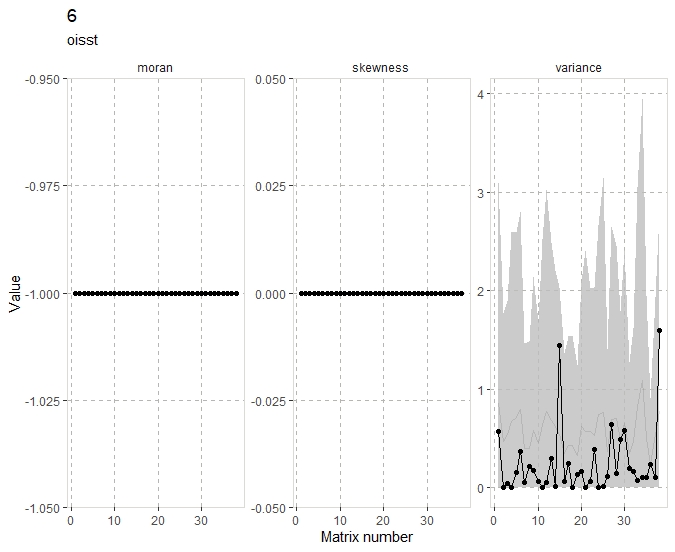 6
oisst
moran
skewness
variance
Value
-0.950
-0.975
-1.000
-1.025
-1.050
0.050
0.025
0.000
-0.025
-0.050
4
3
2
1
0
0 10 20 30
0 10 20 30
0 10 20 30
Matrix number